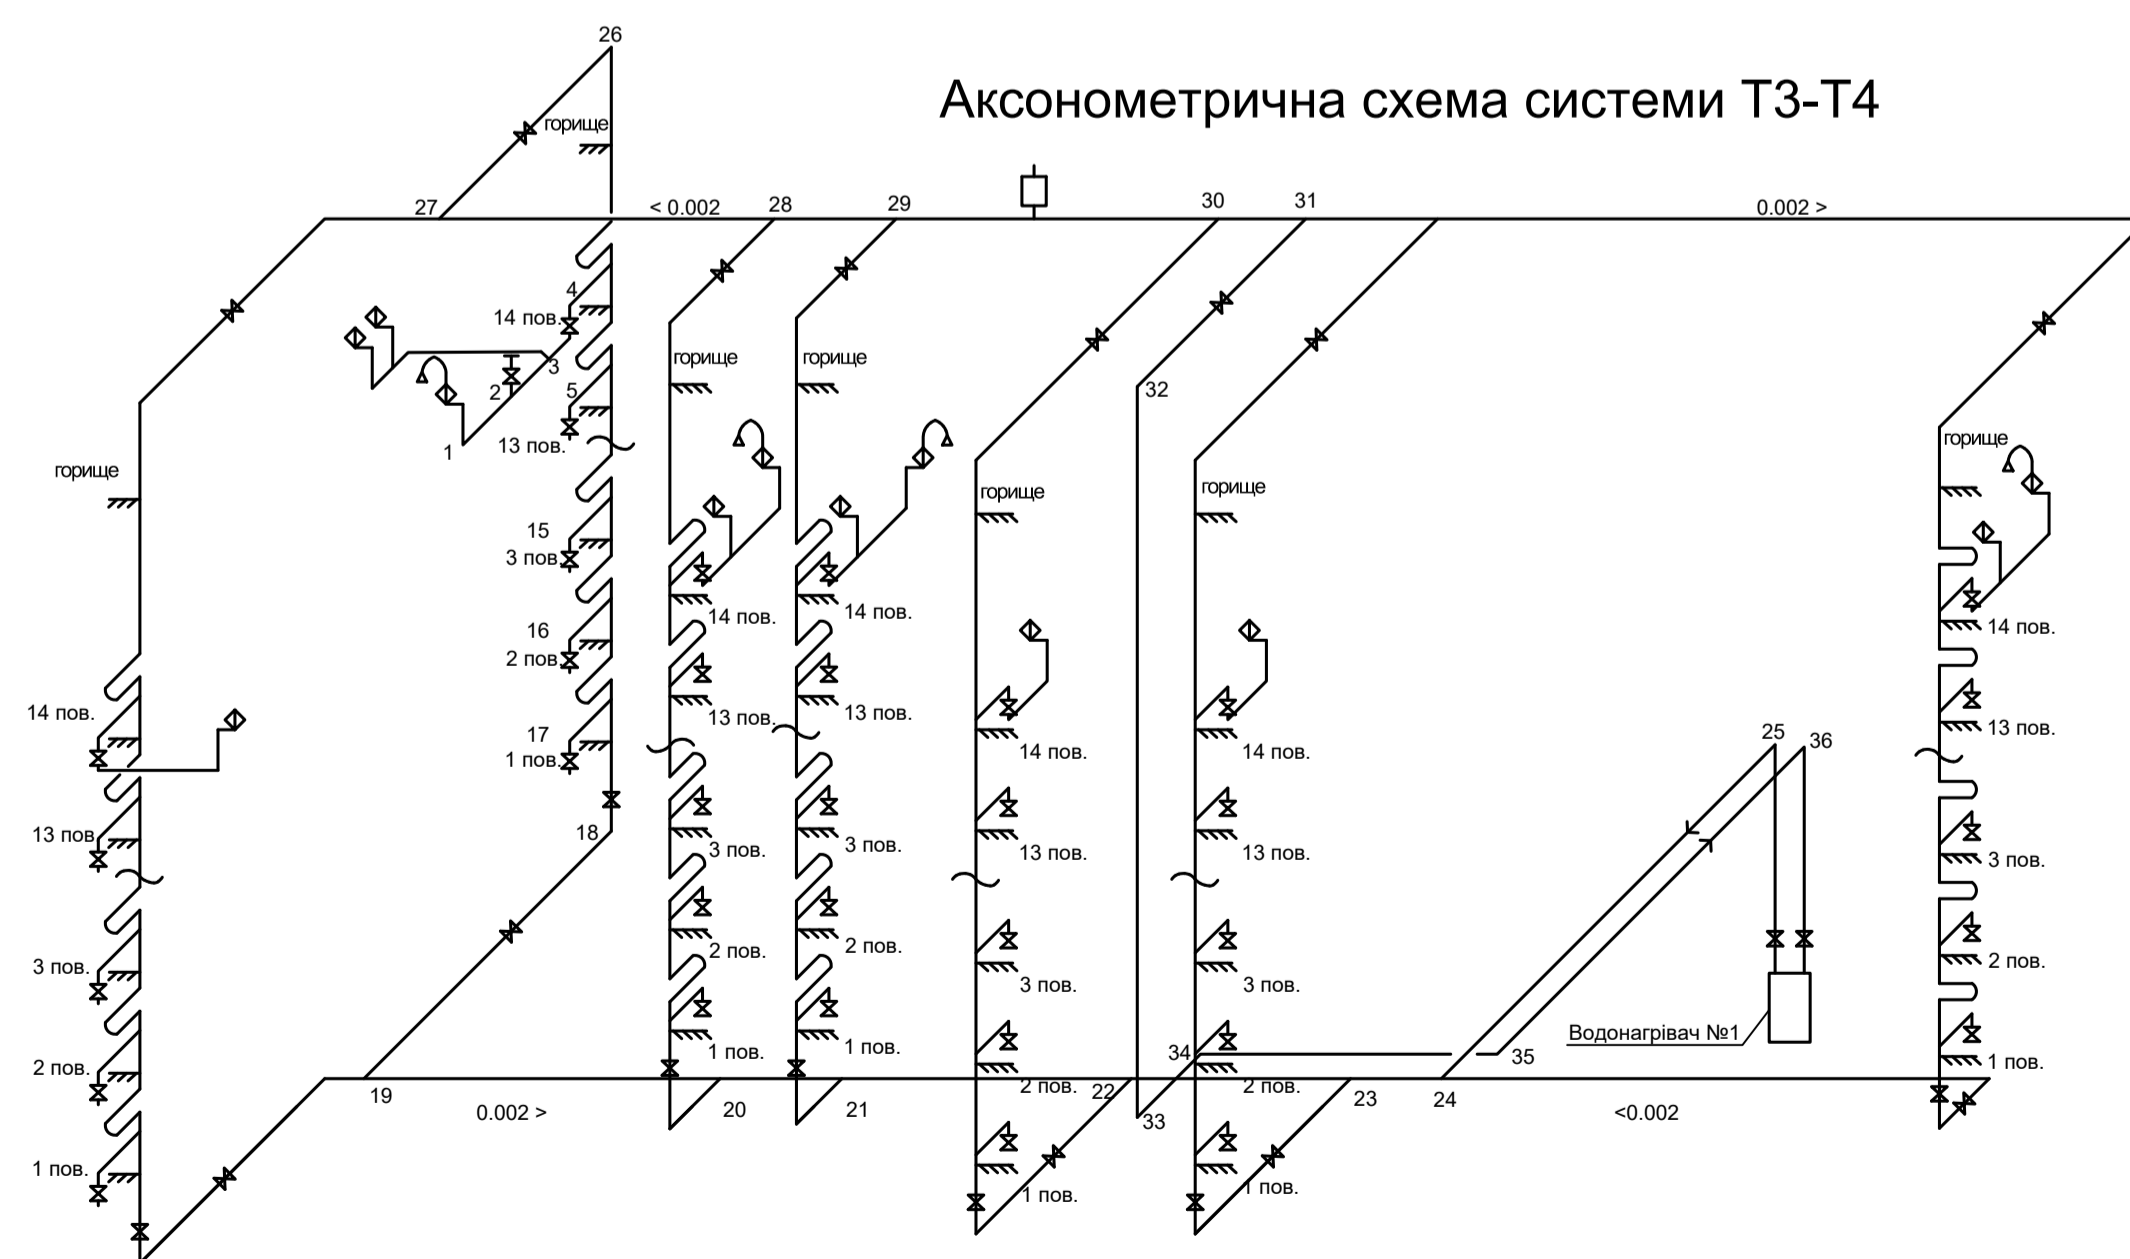 26
Аксонометрична схема системи Т3-Т4
горище
27
< 0.002
28
29
30
31
0.002 >
4
14 пов.
3
2
5
1
13 пов.
горище
горище
32
горище
горище
горище
горище
15
3 пов
14 пов.
14 пов.
14 пов.
16
2 пов
14 пов.
13 пов.
13 пов.
13 пов.
17
1 пов.
14 пов.
14 пов.
25
36
13 пов
18
3 пов.
3 пов.
13 пов.
13 пов.
3 пов.
3 пов.
2 пов.
2 пов.
2 пов.
3 пов.
3 пов.
Водонагрівач №1
2 пов.
1 пов.
1 пов.
34
35
1 пов.
19
0.002 >
20
21
2 пов.
22
33
2 пов.
23
24
<0.002
1 пов.
1 пов.
1 пов.